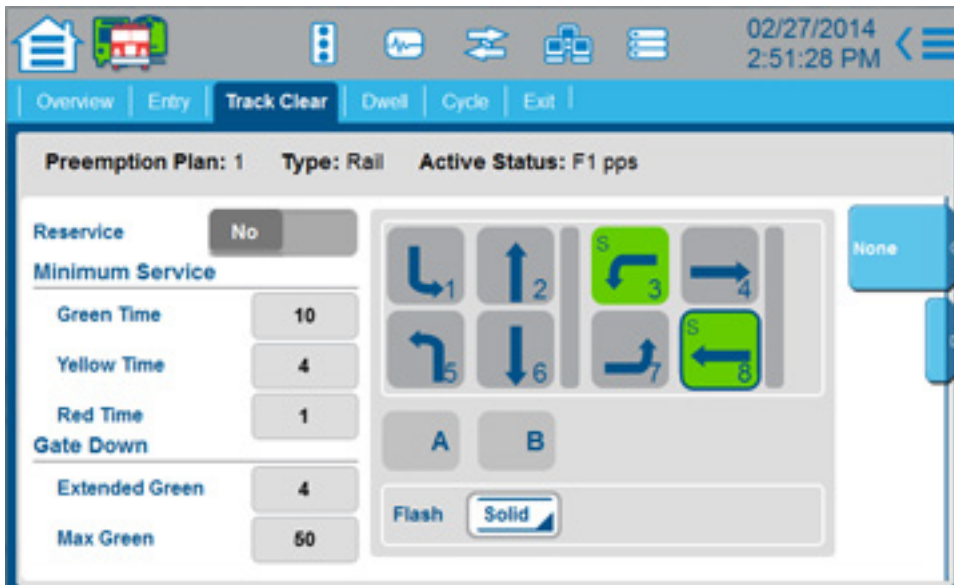 02/27/2014
2:51:28 PM
Overview Entry Track Clear Dwell Cycle Exit
Preemption Plan: 1 Type: Rail Active Status: F1 pps
Reservice No
Minimum Service
Green Time 10
Yellow Time 4
Red Time 1
Gate Down
Extended Green 4
Max Green 50
1 2 S 3 4
5 6 7 S 8
A B
Flash Solid
None